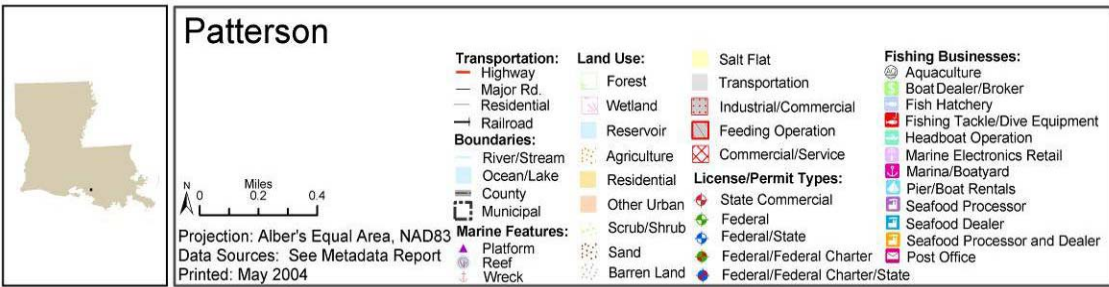 Patterson
N
Miles
0 0.2 0.4
Projection: Alber's Equal Area, NAD83
Data Sources: See Metadata Report
Printed: May 2004
Transportation:
Highway
Major Rd.
Residential
Railroad
Boundaries:
River/Stream
Ocean/Lake
County
Municipal
Marine Features:
Platform
Reef
Wreck
Land Use:
Forest
Wetland
Reservoir
Agriculture
Residential
Other Urban
Scrub/Shrub
Sand
Barren Land
Salt Flat
Transportation
Industrial/Commercial
Feeding Operation
Commercial/Service
License/Permit Types:
State Commercial
Federal
Federal/State
Federal/Federal Charter
Federal/Federal Charter/State
Fishing Businesses:
Aquaculture
Boat Dealer/Broker
Fish Hatchery
Fishing Tackle/Dive Equipment
Headboat Operation
Marine Electronics Retail
Marina/Boatyard
Pier/Boat Rentals
Seafood Processor
Seafood Dealer
Seafood Processor and Dealer
Post Office